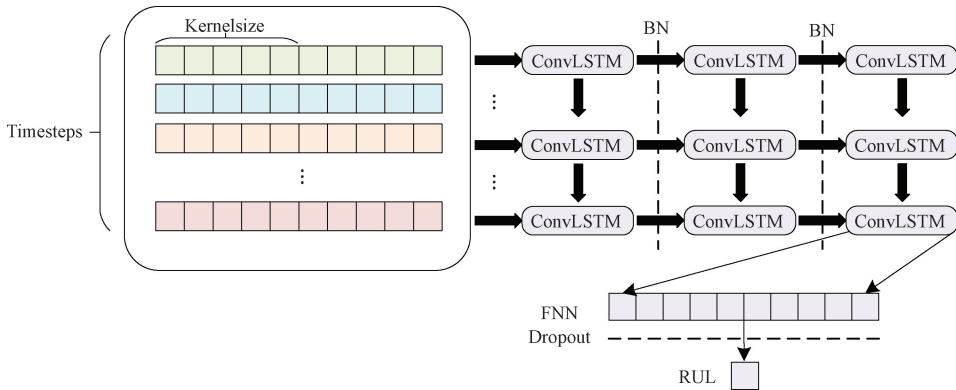 Kernelsize
BN
BN
ConvLSTM
ConvLSTM
ConvLSTM
...
Timesteps
ConvLSTM
ConvLSTM
ConvLSTM
...
...
ConvLSTM
ConvLSTM
ConvLSTM
FNN
Dropout
RUL